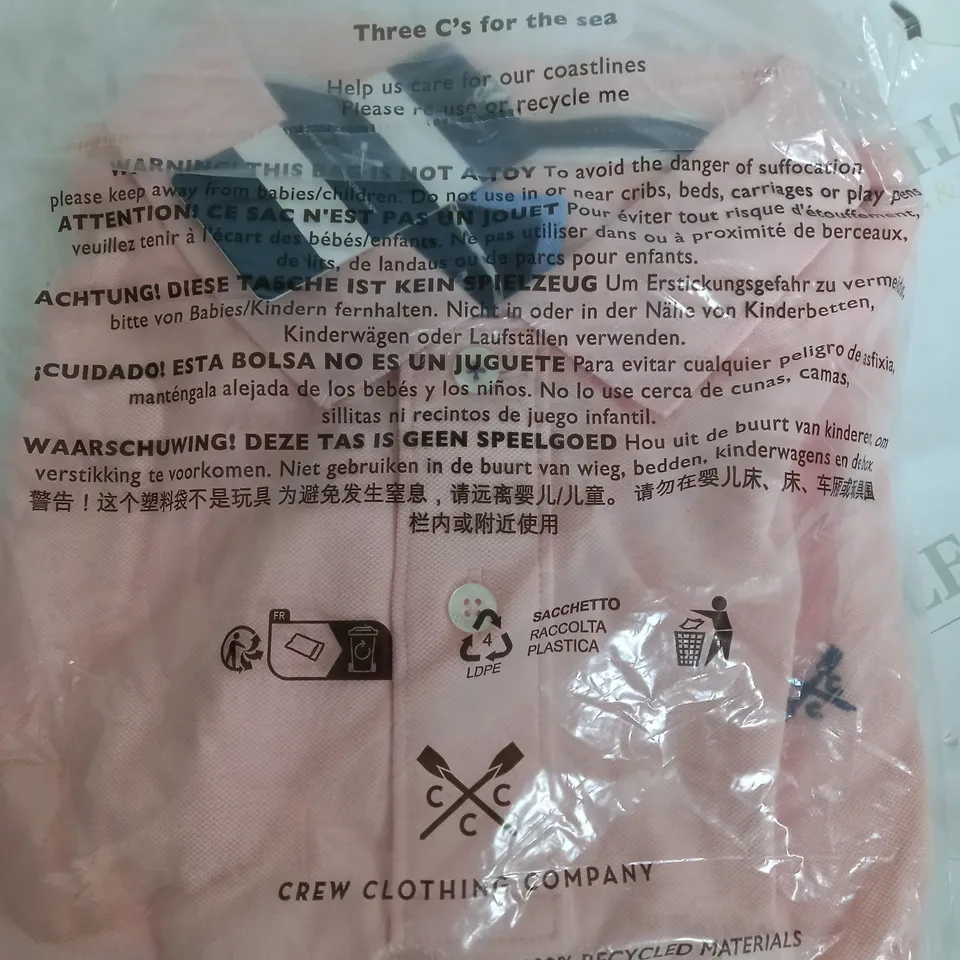 Three C's for the sea
Help us care for our coastlines
Please re-use or recycle me
WARNING! THIS BAG IS NOT A TOY To avoid the danger of suffocation
please keep away from babies/children. Do not use in or near cribs, beds, carriages or play pens
ATTENTION! CE SAC N'EST PAS UN JOUET Pour éviter tout risque d'étouffement,
veuillez tenir à l'écart des bébés/enfants. Ne pas utiliser dans ou à proximité de berceaux,
de lits, de landaus ou de parcs pour enfants.
ACHTUNG! DIESE TASCHE IST KEIN SPIELZEUG Um Erstickungsgefahr zu vermeiden,
bitte von Babies/Kindern fernhalten. Nicht in oder in der Nähe von Kinderbetten,
Kinderwägen oder Laufställen verwenden.
¡CUIDADO! ESTA BOLSA NO ES UN JUGUETE Para evitar cualquier peligro de asfixia,
manténgala alejada de los bebés y los niños. No lo use cerca de cunas, camas,
sillitas ni recintos de juego infantil.
WAARSCHUWING! DEZE TAS IS GEEN SPEELGOED Hou uit de buurt van kinderen om
verstikking te voorkomen. Niet gebruiken in de buurt van wieg, bedden, kinderwagens en de box.
警告！这个塑料袋不是玩具 为避免发生窒息，请远离婴儿/儿童。 请勿在婴儿床、床、车厢或玩具围
栏内或附近使用
FR
4
LDPE
SACCHETTO
RACCOLTA
PLASTICA
C C
C
C C
C
CREW CLOTHING COMPANY
RECYCLED MATERIALS